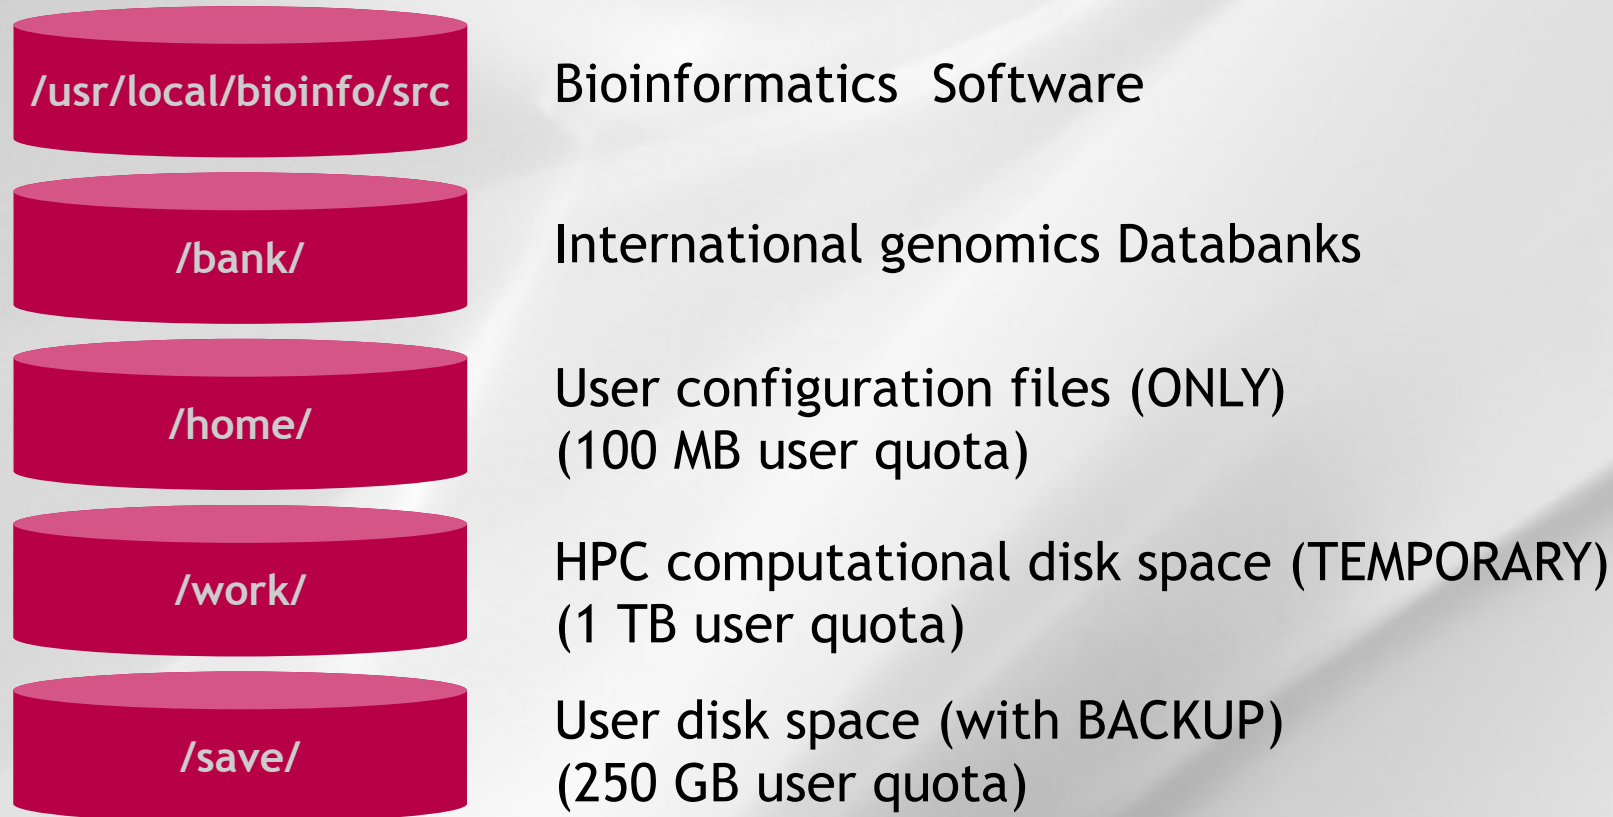 /usr/local/bioinfo/src
Bioinformatics  Software
/bank/
International genomics Databanks
/home/
User configuration files (ONLY)
(100 MB user quota)
/work/
HPC computational disk space (TEMPORARY)
(1 TB user quota)
/save/
User disk space (with BACKUP)
(250 GB user quota)